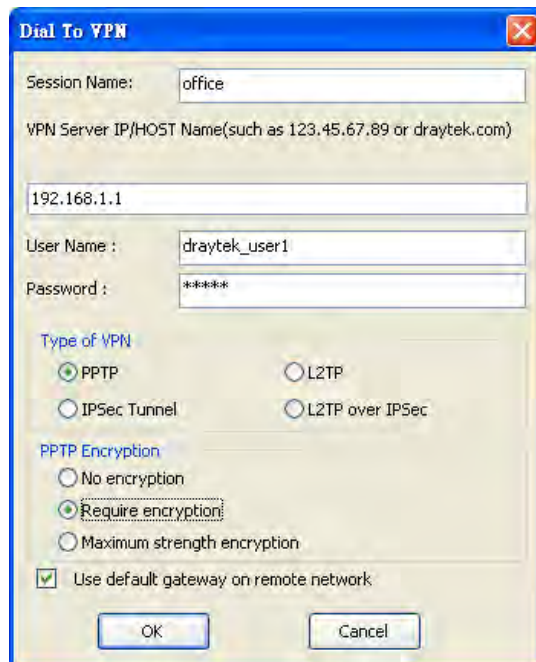 Dial To VPN
Session Name: office
VPN Server IP/HOST Name(such as 123.45.67.89 or draytek.com)
192.168.1.1
User Name : draytek_user1
Password : *****
Type of VPN
PPTP L2TP
IPSec Tunnel L2TP over IPSec
PPTP Encryption
No encryption
Require encryption
Maximum strength encryption
Use default gateway on remote network
OK Cancel